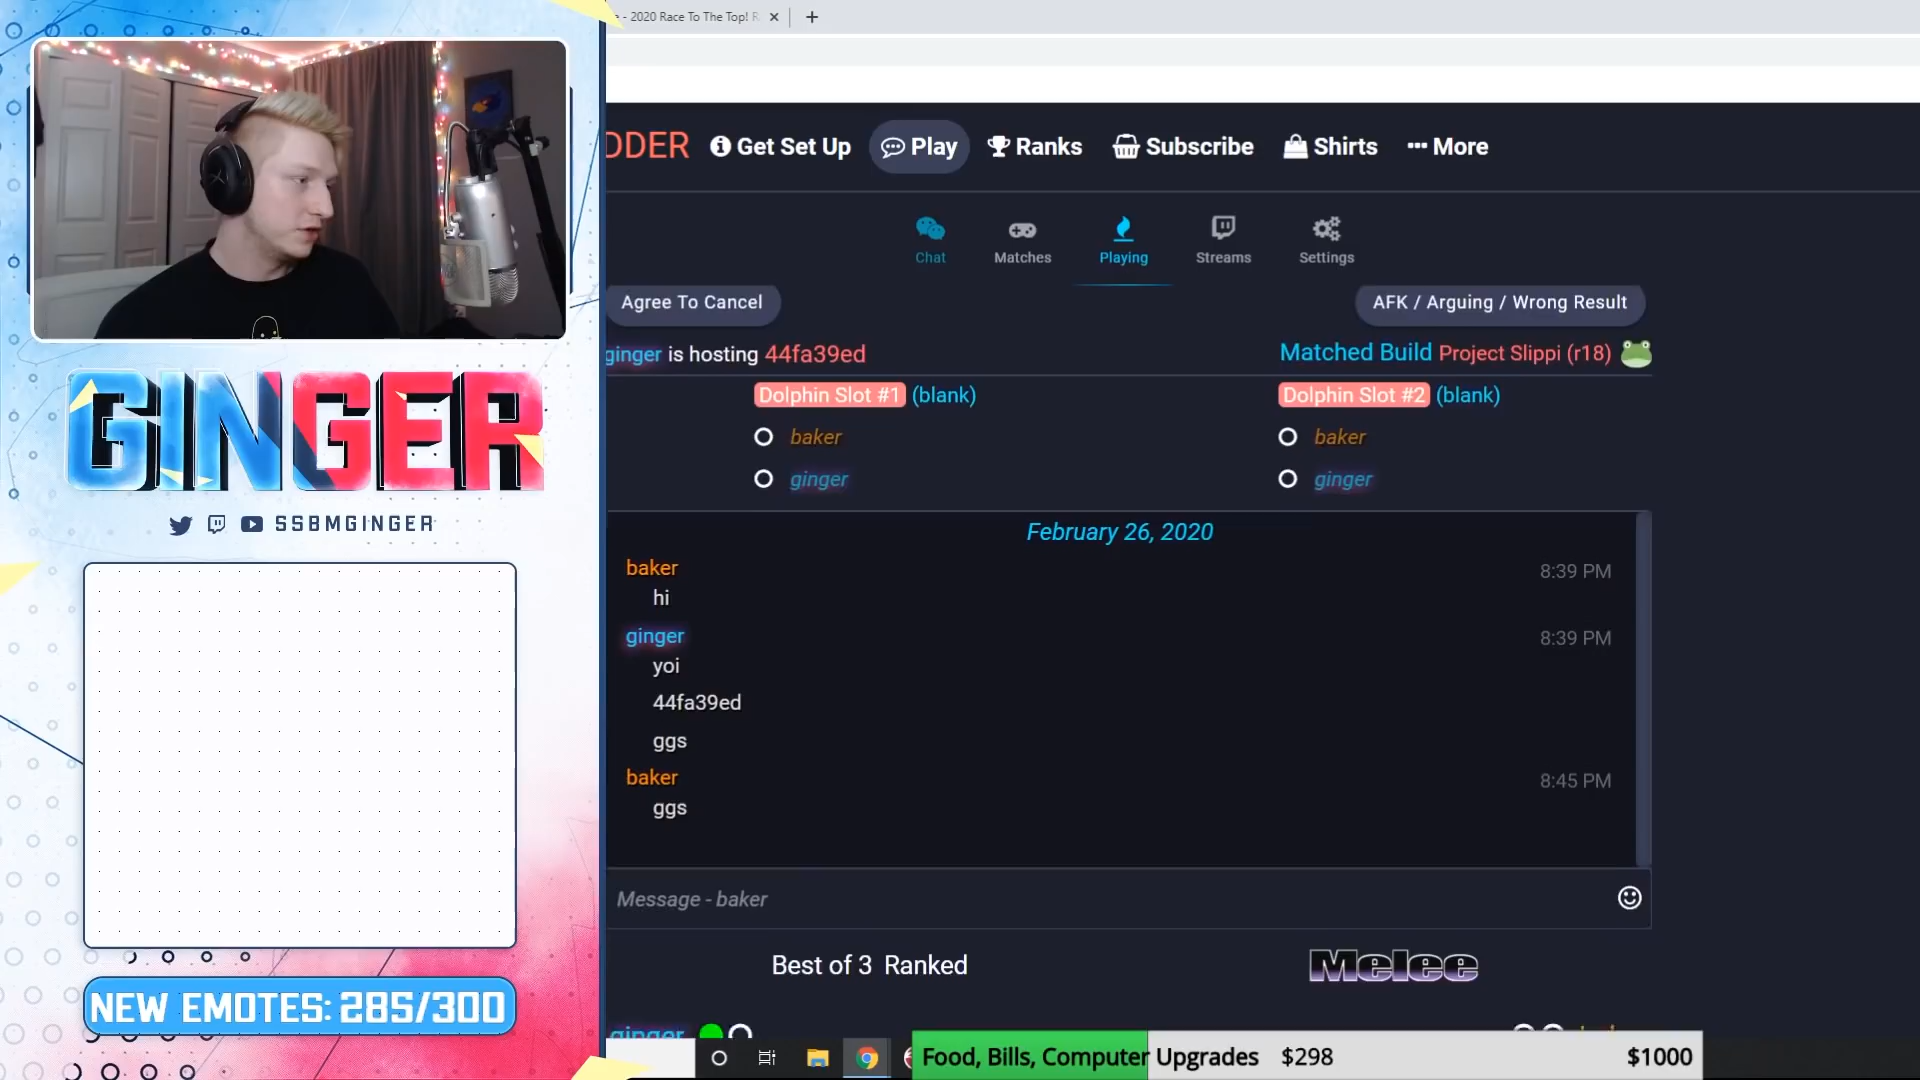 - 2020 Race To The Top!
DDER
Get Set Up
Play
Ranks
Subscribe
Shirts
More
Chat
Matches
Playing
Streams
Settings
Agree To Cancel
AFK / Arguing / Wrong Result
ginger is hosting 44fa39ed
Matched Build Project Slippi (r18)
Dolphin Slot #1 (blank)
Dolphin Slot #2 (blank)
baker
baker
ginger
ginger
February 26, 2020
baker
8:39 PM
hi
ginger
8:39 PM
yoi
44fa39ed
ggs
baker
8:45 PM
ggs
Message - baker
Best of 3 Ranked
Melee
ginger
Food, Bills, Computer Upgrades $298
$1000
GINGER
SSBMGINGER
NEW EMOTES: 285/300